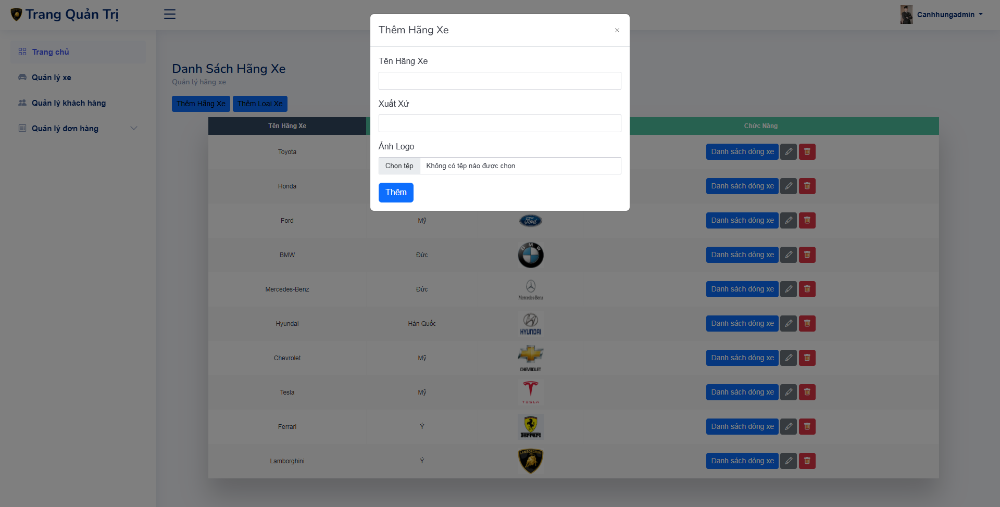 Trang Quản Trị
Canhhungadmin
Trang chủ
Quản lý xe
Quản lý khách hàng
Quản lý đơn hàng
Danh Sách Hãng Xe
Quản lý hãng xe
Thêm Hãng Xe
Thêm Loại Xe
Thêm Hãng Xe
×
Tên Hãng Xe
Xuất Xứ
Ảnh Logo
Chọn tệp Không có tệp nào được chọn
Thêm
Tên Hãng Xe Chức Năng
Toyota Danh sách dòng xe
Honda Danh sách dòng xe
Ford Mỹ Ford Danh sách dòng xe
BMW Đức BMW Danh sách dòng xe
Mercedes-Benz Đức Mercedes-Benz Danh sách dòng xe
Hyundai Hàn Quốc HYUNDAI Danh sách dòng xe
Chevrolet Mỹ CHEVROLET Danh sách dòng xe
Tesla Mỹ TESLA Danh sách dòng xe
Ferrari Ý Ferrari Danh sách dòng xe
Lamborghini Ý LAMBORGHINI Danh sách dòng xe